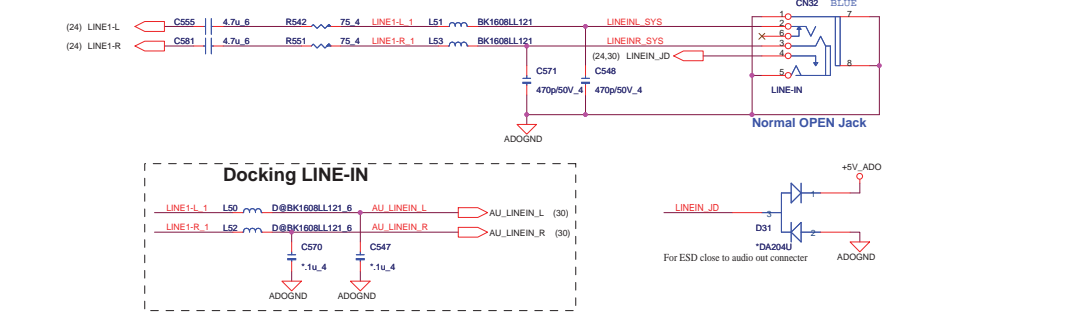 CN32 BLUE
(24) LINE1-L C555 4.7u_6 R542 75_4 LINE1-L_1 L51 BK1608LL121 LINEINL_SYS 1 7
2
6
(24) LINE1-R C581 4.7u_6 R551 75_4 LINE1-R_1 L53 BK1608LL121 LINEINR_SYS 3
(24,30) LINEIN_JD 4
8
C571 C548 5
470p/50V_4 470p/50V_4 LINE-IN
Normal OPEN Jack
ADOGND
Docking LINE-IN
+5V_ADO
LINE1-L_1 L50 D@BK1608LL121_6 AU_LINEIN_L AU_LINEIN_L (30)
LINE1-R_1 L52 D@BK1608LL121_6 AU_LINEIN_R AU_LINEIN_R (30)
LINEIN_JD 3 1
D31 2
C570 C547
*.1u_4 *.1u_4
*DA204U
For ESD close to audio out connecter
ADOGND
ADOGND ADOGND